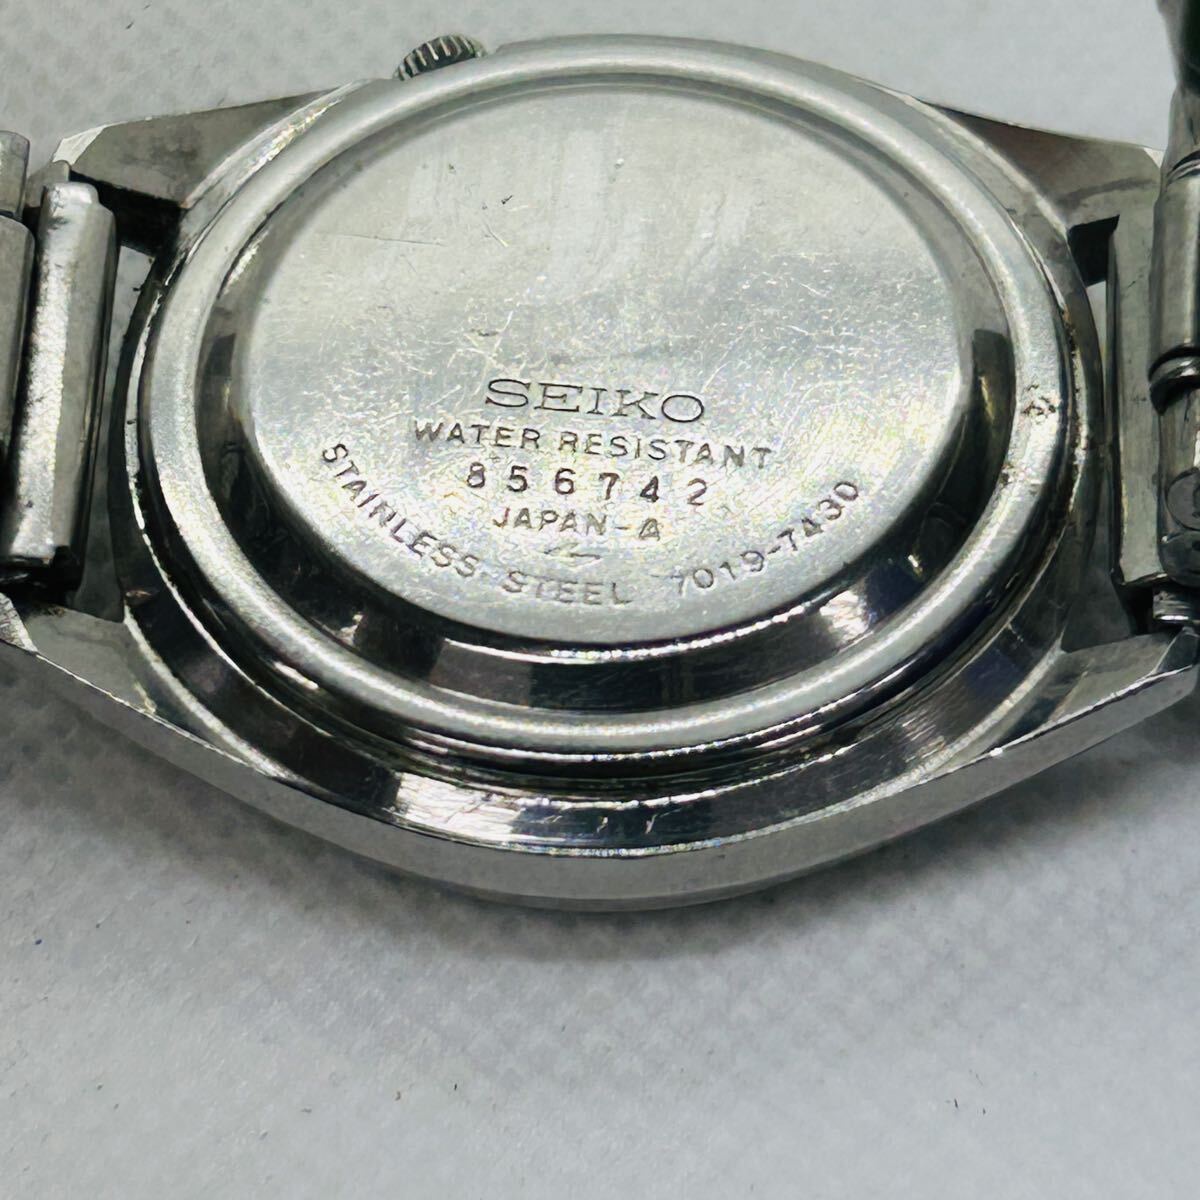 SEIKO
WATER RESISTANT
856742
JAPAN-A
STAINLESS STEEL 7019-7430